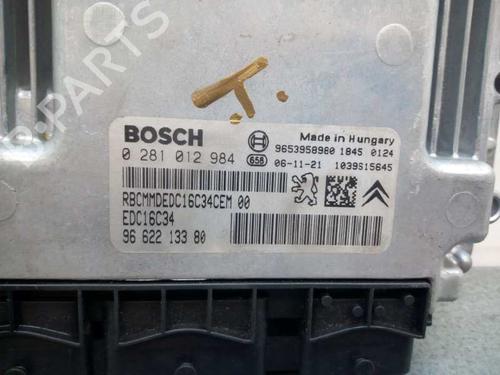 B-PARTS
T.
BOSCH
Made in Hungary
0 281 012 984
9653958980 1845 0124
658 06-11-21 1039S15645
RBCMMDEDC16C34CEM 00
EDC16C34
96 622 133 80